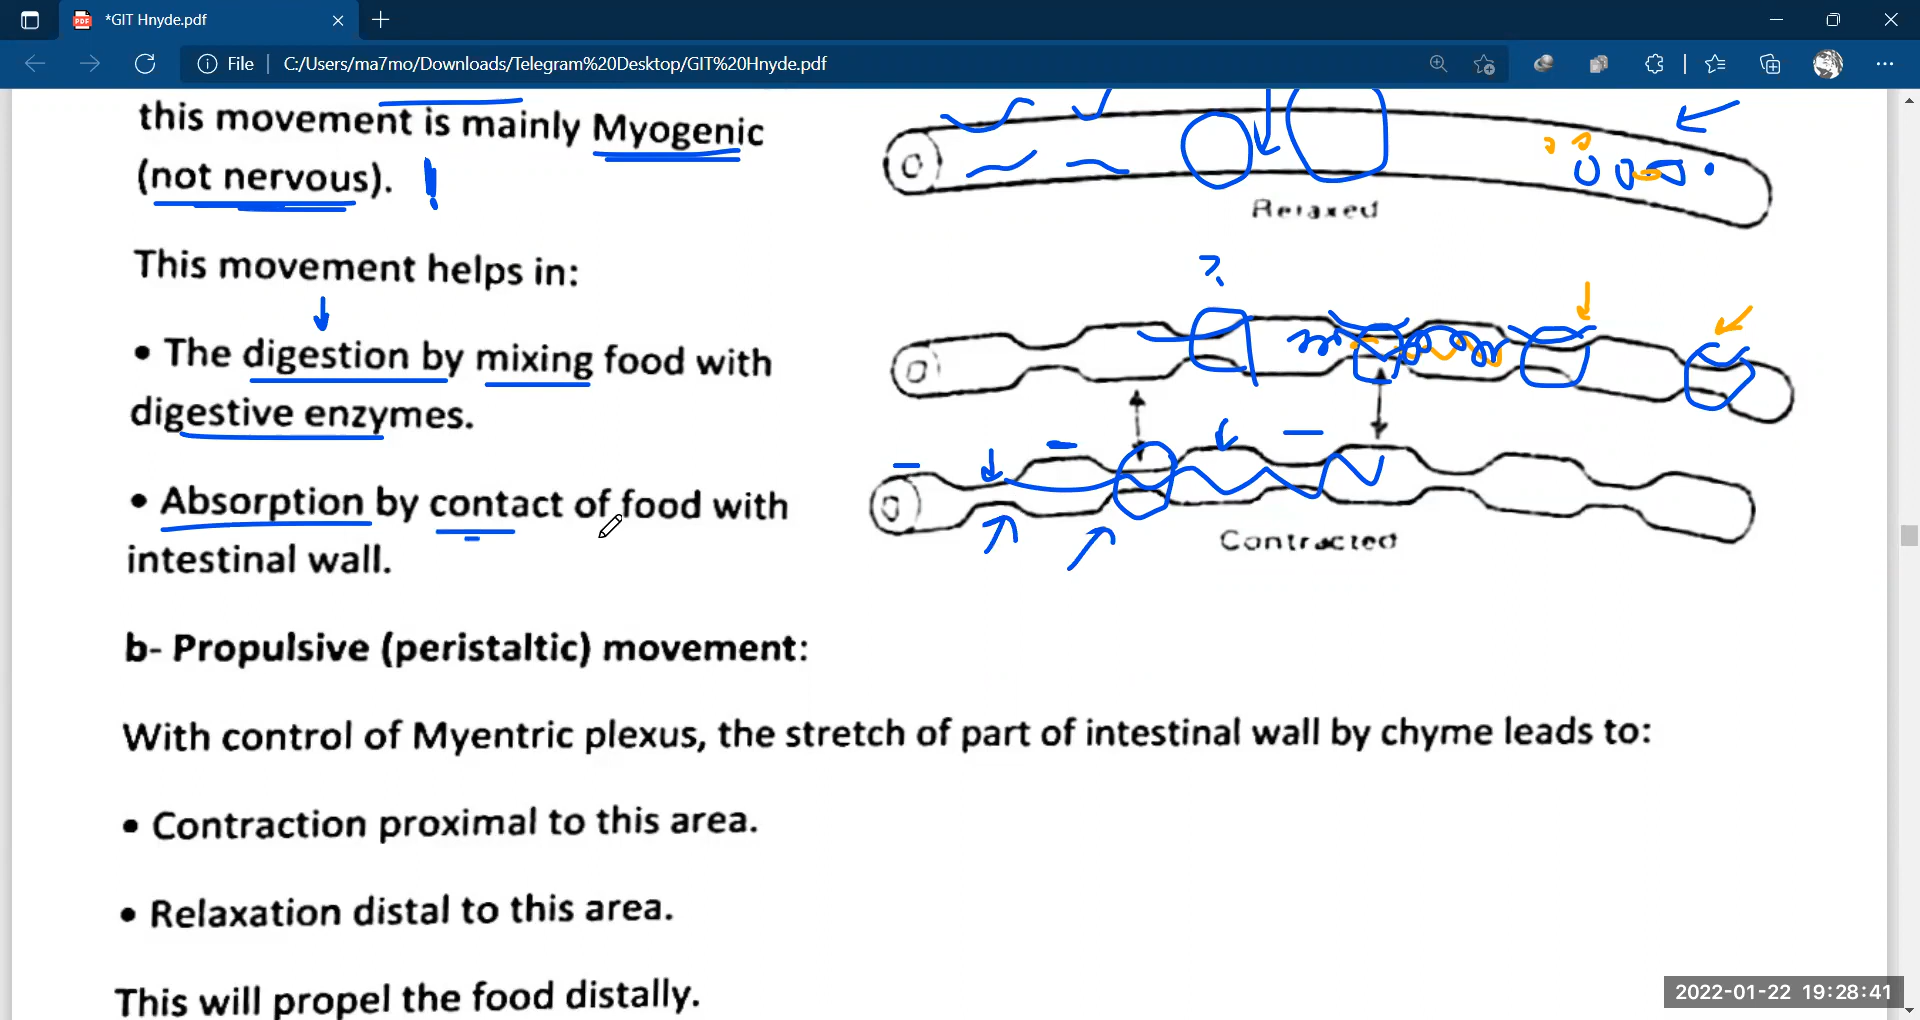 *GIT Hnyde.pdf
File C:/Users/ma7mo/Downloads/Telegram%20Desktop/GIT%20Hnyde.pdf
this movement is mainly Myogenic
(not nervous). !
Relaxed
This movement helps in:
?
• The digestion by mixing food with
digestive enzymes.
• Absorption by contact of food with
intestinal wall.
Contracted
b- Propulsive (peristaltic) movement:
With control of Myentric plexus, the stretch of part of intestinal wall by chyme leads to:
• Contraction proximal to this area.
• Relaxation distal to this area.
This will propel the food distally.
2022-01-22 19:28:41